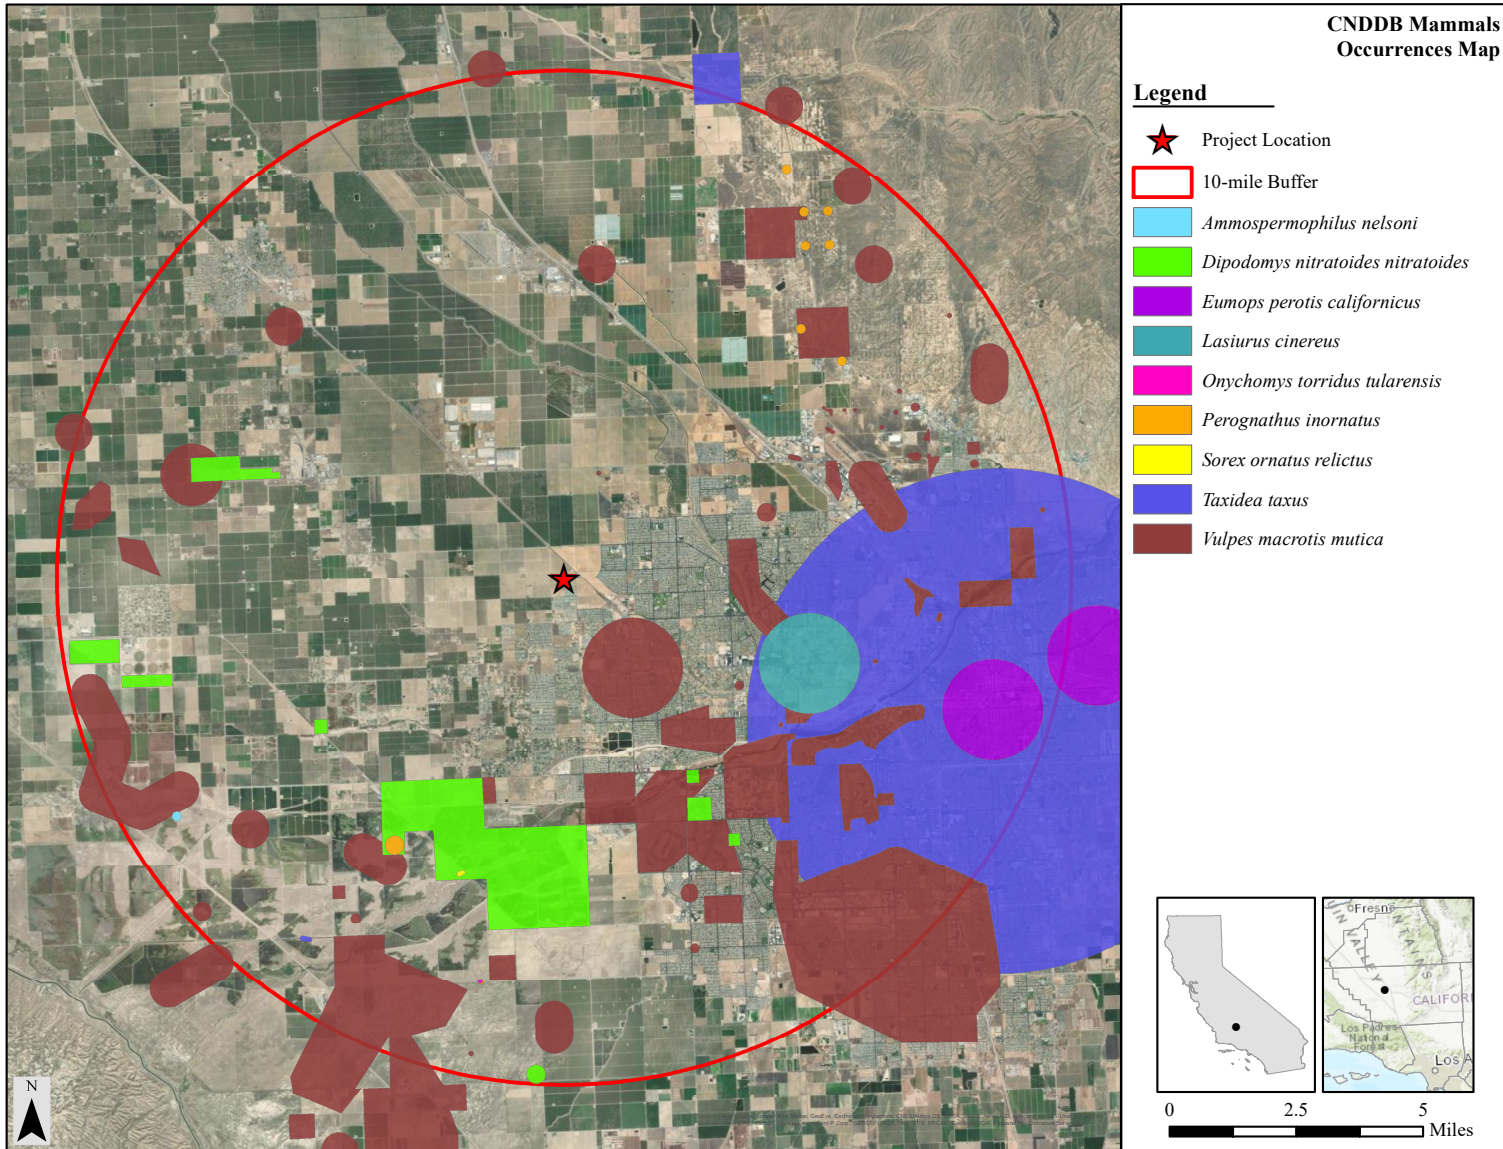 CNDDB Mammals
Occurrences Map
Legend
Project Location
10-mile Buffer
Ammospermophilus nelsoni
Dipodomys nitratoides nitratoides
Eumops perotis californicus
Lasiurus cinereus
Onychomys torridus tularensis
Perognathus inornatus
Sorex ornatus relictus
Taxidea taxus
Vulpes macrotis mutica
Fresno
VALLEY
CALIFOR
Los Padres
National
Forest
Los A
N
0 2.5 5
Miles